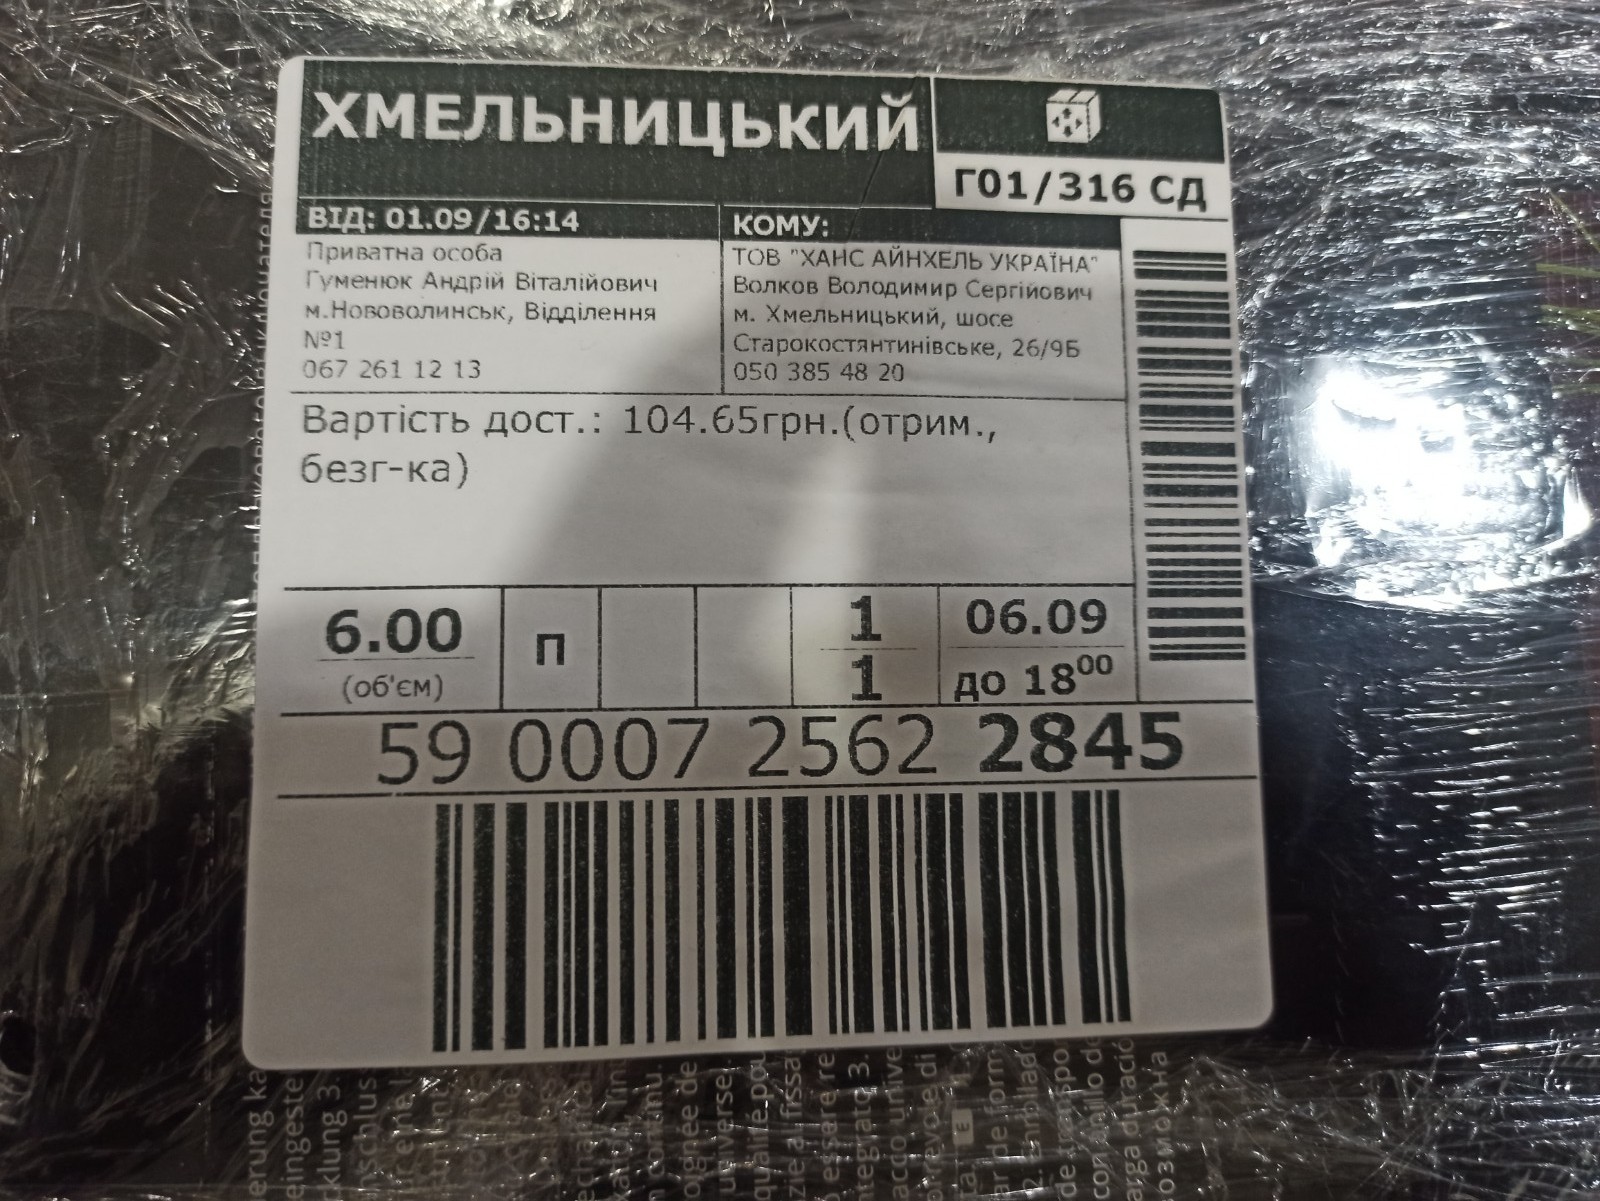 ХМЕЛЬНИЦЬКИЙ
Г01/316 СД
ВІД: 01.09/16:14
Приватна особа
Гуменюк Андрій Віталійович
м.Нововолинськ, Відділення
№1
067 261 12 13
КОМУ:
ТОВ "ХАНС АЙНХЕЛЬ УКРАЇНА"
Волков Володимир Сергійович
м. Хмельницький, шосе
Старокостянтинівське, 26/9Б
050 385 48 20
Вартість дост.: 104.65грн.(отрим.,
безг-ка)
6.00
(об'єм)
П
1
1
06.09
до 18⁰⁰
59 0007 2562 2845